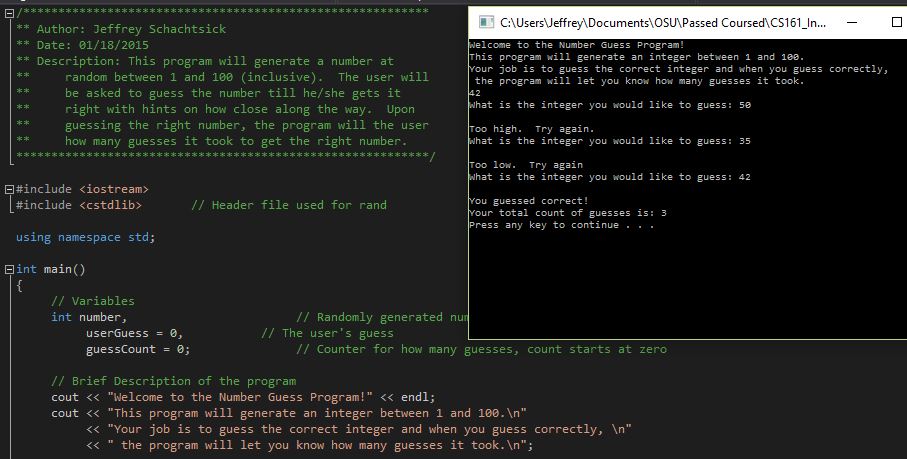 /**********************************************************
** Author: Jeffrey Schachtsick
** Date: 01/18/2015
** Description: This program will generate a number at
**     random between 1 and 100 (inclusive).  The user will
**     be asked to guess the number till he/she gets it
**     right with hints on how close along the way.  Upon
**     guessing the right number, the program will the user
**     how many guesses it took to get the right number.
***********************************************************/
#include <iostream>
#include <cstdlib>       // Header file used for rand
using namespace std;
int main()
{
// Variables
int number,                        // Randomly generated
userGuess = 0,           // The user's guess
guessCount = 0;               // Counter for how many guesses, count starts at zero
// Brief Description of the program
cout << "Welcome to the Number Guess Program!" << endl;
cout << "This program will generate an integer between 1 and 100.\n"
<< "Your job is to guess the correct integer and when you guess correctly, \n"
<< " the program will let you know how many guesses it took.\n";
C:\Users\Jeffrey\Documents\OSU\Passed Coursed\CS161_In...
Welcome to the Number Guess Program!
This program will generate an integer between 1 and 100.
Your job is to guess the correct integer and when you guess correctly,
 the program will let you know how many guesses it took.
42
What is the integer you would like to guess: 50
Too high.  Try again.
What is the integer you would like to guess: 35
Too low.  Try again
What is the integer you would like to guess: 42
You guessed correct!
Your total count of guesses is: 3
Press any key to continue . . .